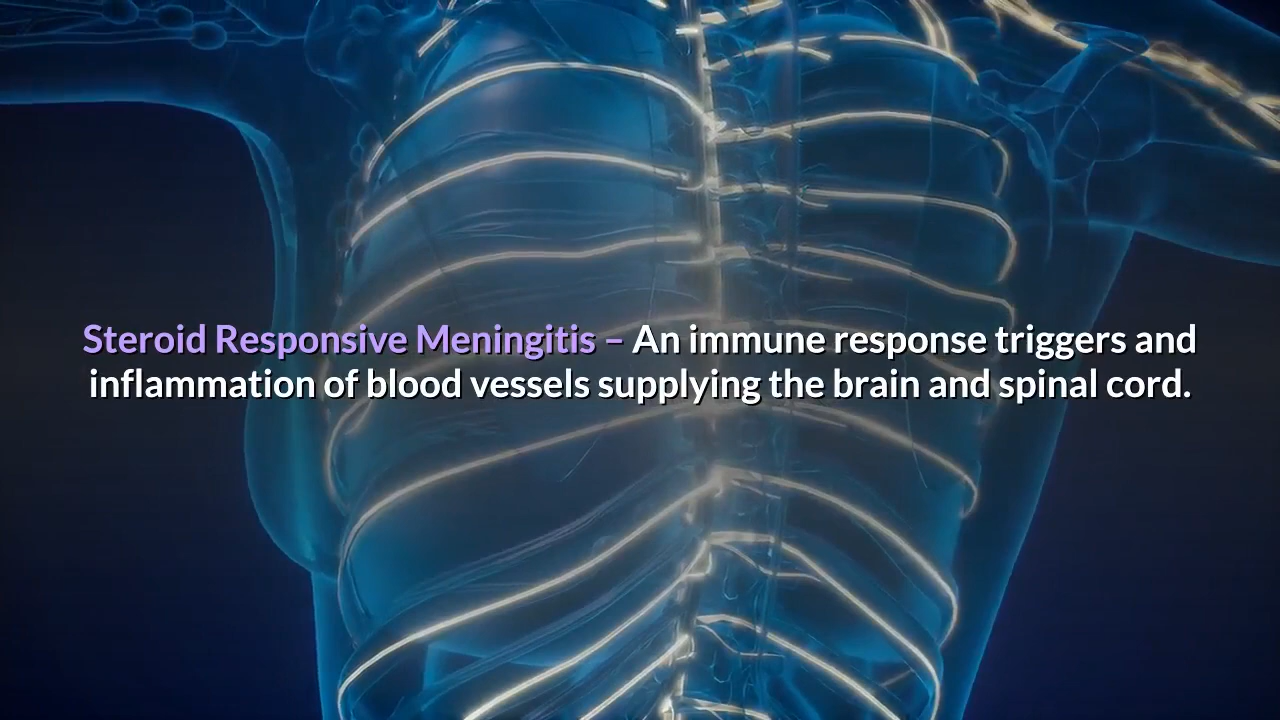 Steroid Responsive Meningitis – An immune response triggers and
inflammation of blood vessels supplying the brain and spinal cord.